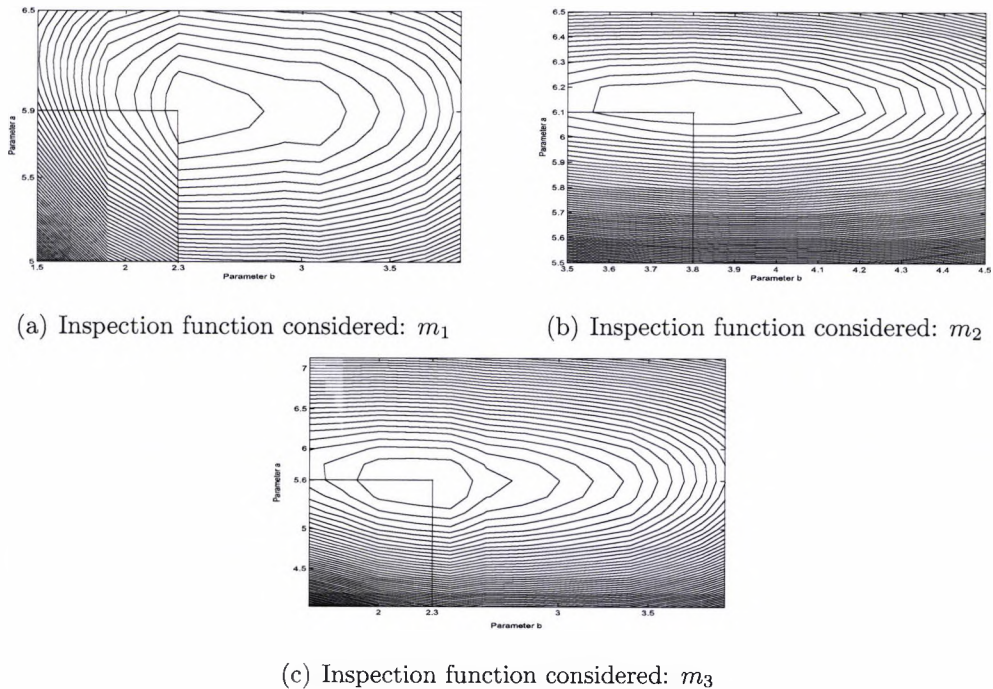 6.5
5.9
5.5
5
Parameter a
1.5 2 2.3 3 3.5
Parameter b
(a) Inspection function considered: m1
6.5
6.4
6.3
6.2
6.1
6
5.9
5.8
5.7
5.6
5.5
Parameter a
3.5 3.6 3.7 3.8 3.9 4 4.1 4.2 4.3 4.4 4.5
Parameter b
(b) Inspection function considered: m2
7
6.5
6
5.6
5
4.5
Parameter a
2 2.3 3 3.5
Parameter b
(c) Inspection function considered: m3